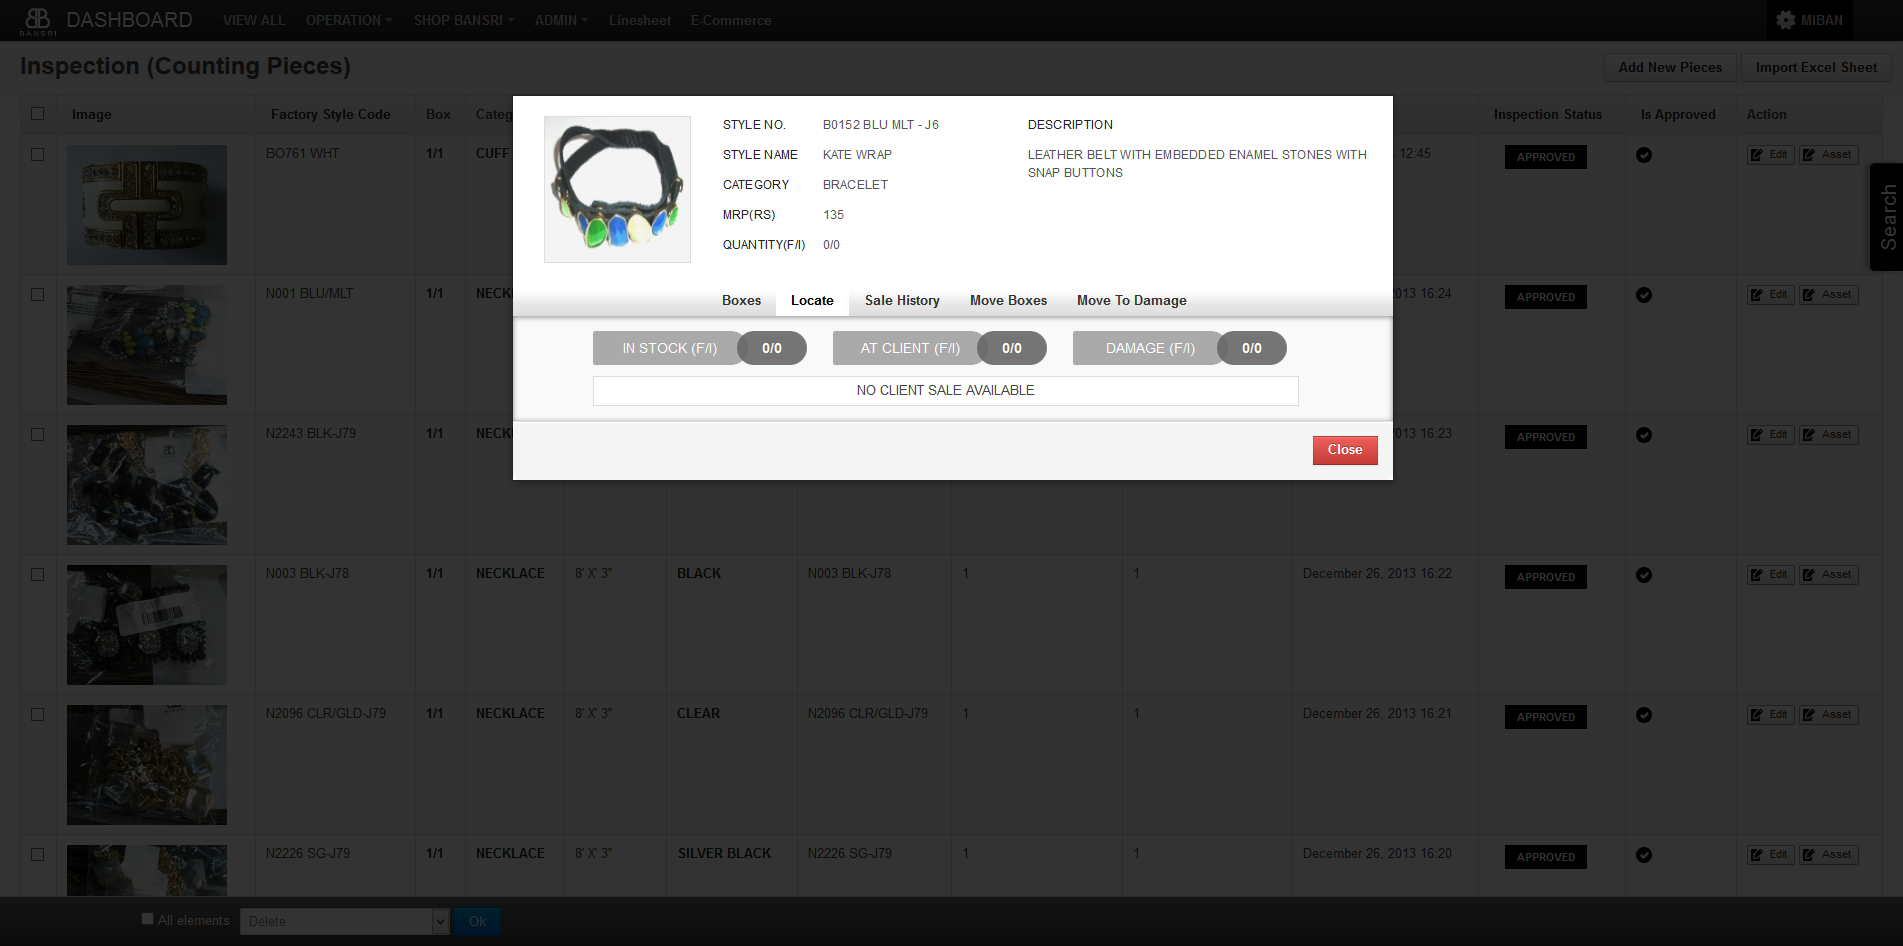 BANSRI DASHBOARD VIEW ALL OPERATION SHOP BANSRI ADMIN Linesheet E-Commerce MIBAN
Inspection (Counting Pieces) Add New Pieces Import Excel Sheet
Image Factory Style Code Box Categ Inspection Status Is Approved Action
BO761 WHT 1/1 CUFF 12:45 APPROVED Edit Asset
N001 BLU/MLT 1/1 NECK 2013 16:24 APPROVED Edit Asset
N2243 BLK-J79 1/1 NECK 013 16:23 APPROVED Edit Asset
N003 BLK-J78 1/1 NECKLACE 8' X' 3" BLACK N003 BLK-J78 1 1 December 26, 2013 16:22 APPROVED Edit Asset
N2096 CLR/GLD-J79 1/1 NECKLACE 8' X' 3" CLEAR N2096 CLR/GLD-J79 1 1 December 26, 2013 16:21 APPROVED Edit Asset
N2226 SG-J79 1/1 NECKLACE 8' X' 3" SILVER BLACK N2226 SG-J79 1 1 December 26, 2013 16:20 APPROVED Edit Asset
Search
STYLE NO. B0152 BLU MLT - J6
STYLE NAME KATE WRAP
CATEGORY BRACELET
MRP(RS) 135
QUANTITY(F/I) 0/0
DESCRIPTION
LEATHER BELT WITH EMBEDDED ENAMEL STONES WITH
SNAP BUTTONS
Boxes Locate Sale History Move Boxes Move To Damage
IN STOCK (F/I) 0/0 AT CLIENT (F/I) 0/0 DAMAGE (F/I) 0/0
NO CLIENT SALE AVAILABLE
Close
All elements Delete Ok